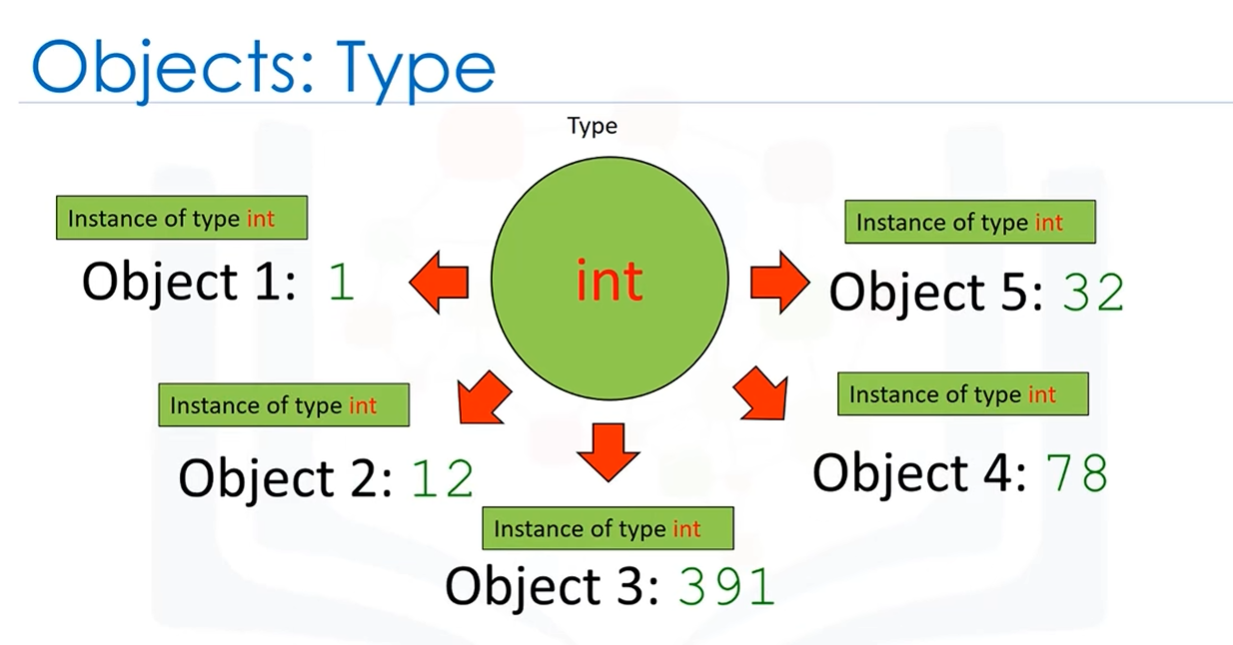 Objects: Type
Type
int
Instance of type int
Object 1: 1
Instance of type int
Object 2: 12
Instance of type int
Object 3: 391
Instance of type int
Object 4: 78
Instance of type int
Object 5: 32